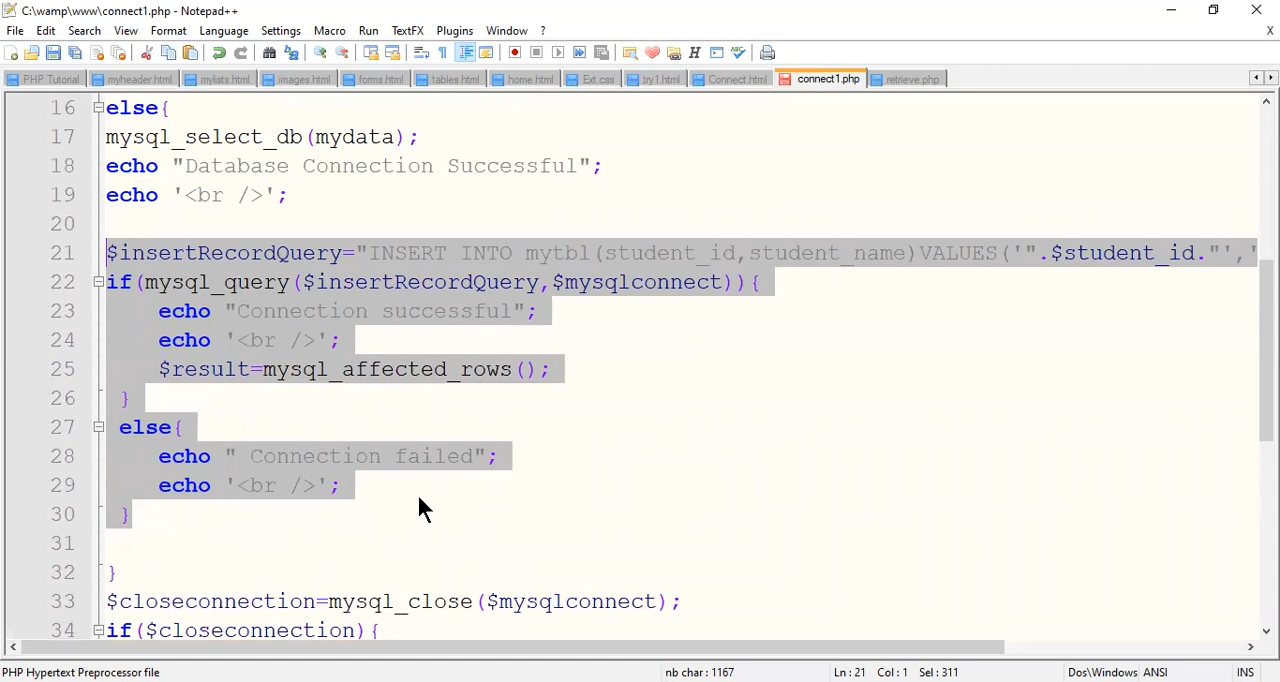 C:\wamp\www\connect1.php - Notepad++
File Edit Search View Format Language Settings Macro Run TextFX Plugins Window ? X
PHP Tutorial myheader.html mylists.html images.html forms.html tables.html home.html Ext.css try1.html Connect.html connect1.php retrieve.php
16 else{
17 mysql_select_db(mydata);
18 echo "Database Connection Successful";
19 echo '<br />';
20
21 $insertRecordQuery="INSERT INTO mytbl(student_id,student_name)VALUES('".$student_id."','
22 if(mysql_query($insertRecordQuery,$mysqlconnect)){
23 echo "Connection successful";
24 echo '<br />';
25 $result=mysql_affected_rows();
26 }
27 else{
28 echo " Connection failed";
29 echo '<br />';
30 }
31
32 }
33 $closeconnection=mysql_close($mysqlconnect);
34 if($closeconnection){
PHP Hypertext Preprocessor file nb char : 1167 Ln : 21 Col : 1 Sel : 311 Dos\Windows ANSI INS